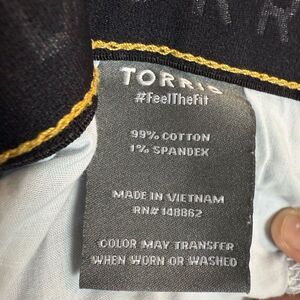 TORRID
#FeelTheFit
99% COTTON
1% SPANDEX
MADE IN VIETNAM
RN# 148862
COLOR MAY TRANSFER
WHEN WORN OR WASHED